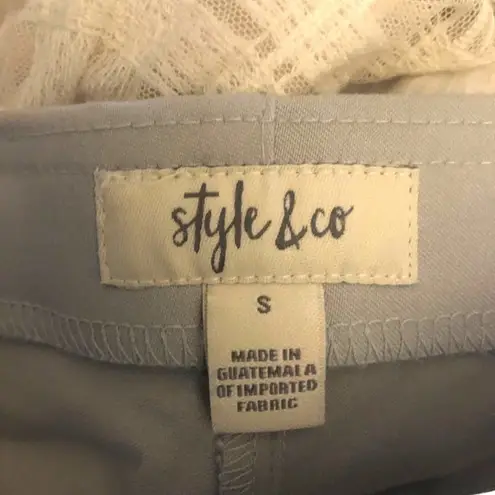 style & co
S
MADE IN
GUATEMALA
OF IMPORTED
FABRIC